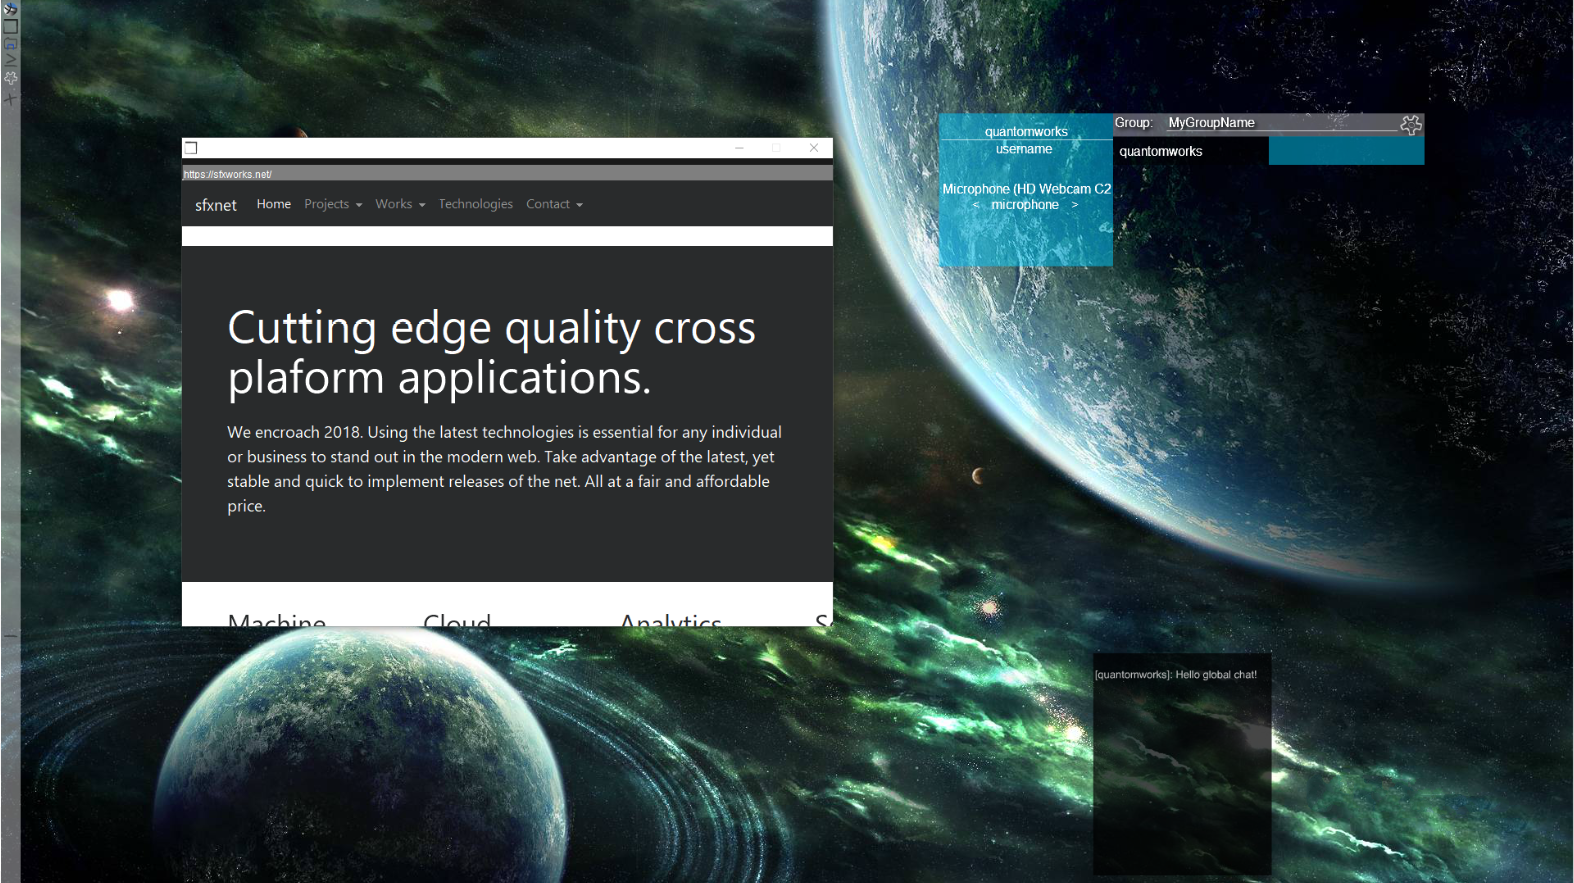 https://sfxworks.net/
sfxnet Home Projects Works Technologies Contact
Cutting edge quality cross
plaform applications.
We encroach 2018. Using the latest technologies is essential for any individual
or business to stand out in the modern web. Take advantage of the latest, yet
stable and quick to implement releases of the net. All at a fair and affordable
price.
Machine Cloud Analytics
quantomworks
username
Microphone (HD Webcam C2
< microphone >
Group: MyGroupName
quantomworks
[quantomworks]: Hello global chat!